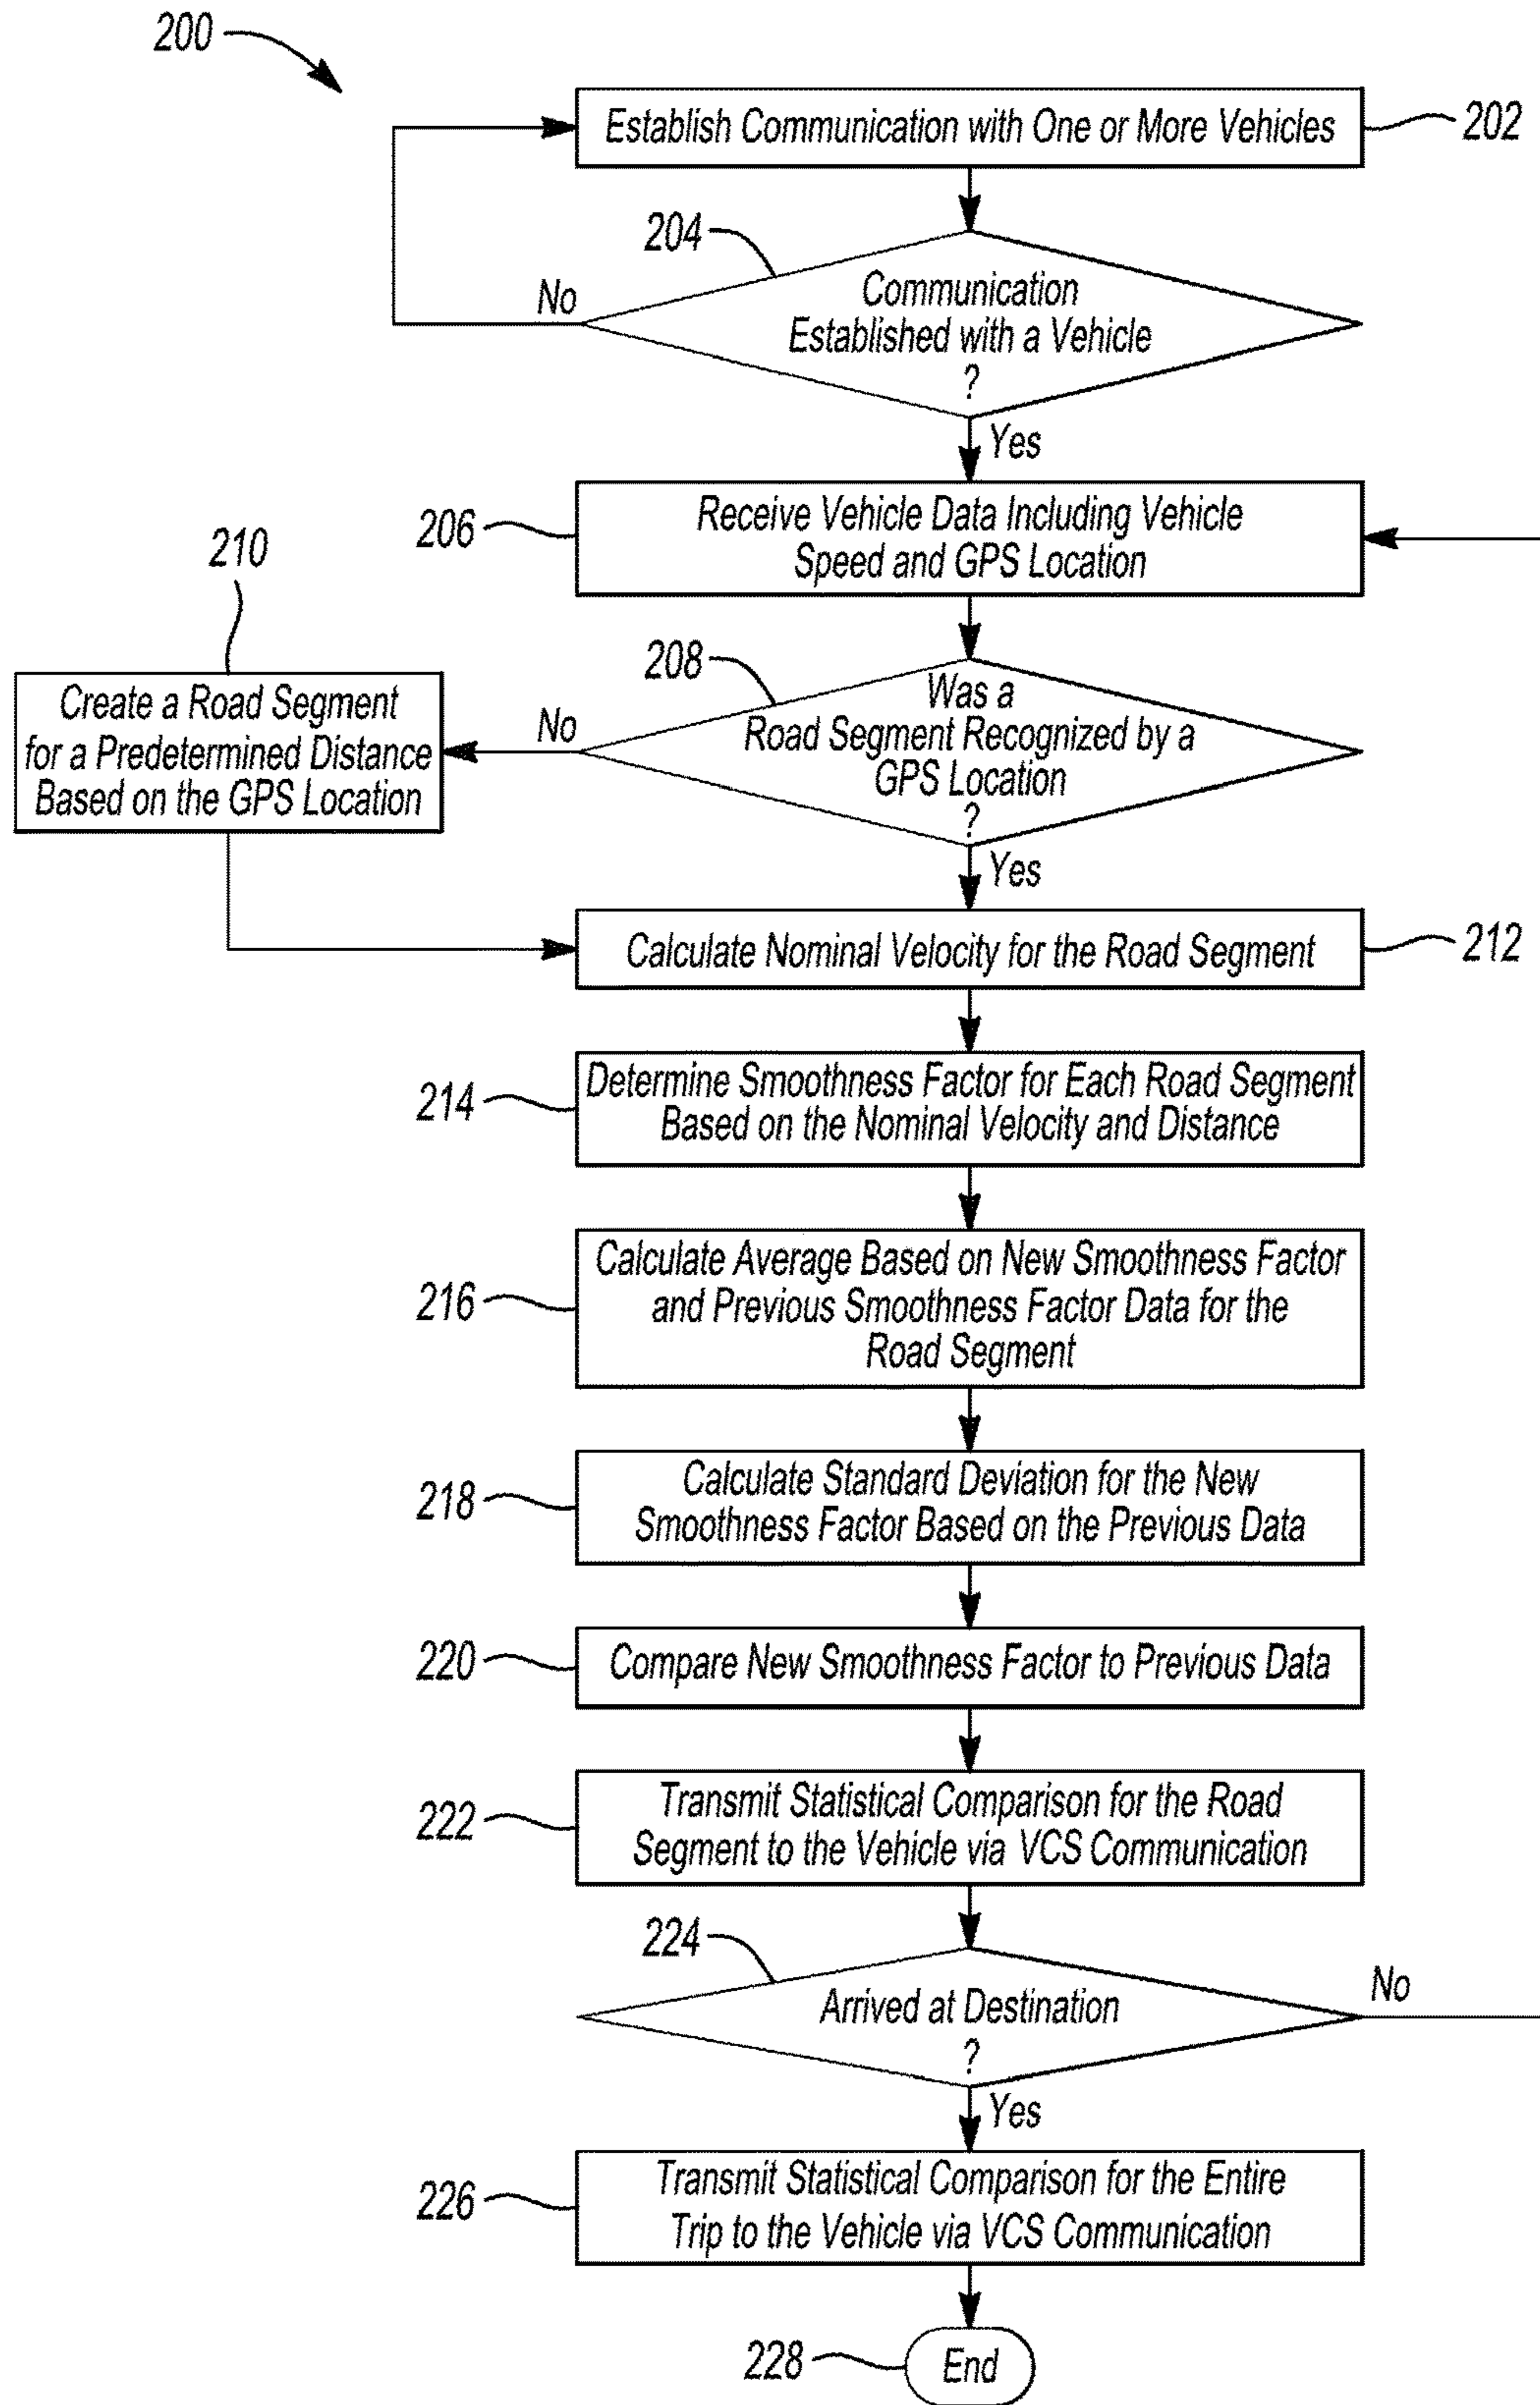 200
Establish Communication with One or More Vehicles
202
204
No
Communication
Established with a Vehicle
?
Yes
206
Receive Vehicle Data Including Vehicle
Speed and GPS Location
210
Create a Road Segment
for a Predetermined Distance
Based on the GPS Location
208
No
Was a
Road Segment Recognized by a
GPS Location
?
Yes
Calculate Nominal Velocity for the Road Segment
212
214
Determine Smoothness Factor for Each Road Segment
Based on the Nominal Velocity and Distance
216
Calculate Average Based on New Smoothness Factor
and Previous Smoothness Factor Data for the
Road Segment
218
Calculate Standard Deviation for the New
Smoothness Factor Based on the Previous Data
220
Compare New Smoothness Factor to Previous Data
222
Transmit Statistical Comparison for the Road
Segment to the Vehicle via VCS Communication
224
Arrived at Destination
?
No
Yes
226
Transmit Statistical Comparison for the Entire
Trip to the Vehicle via VCS Communication
228
End